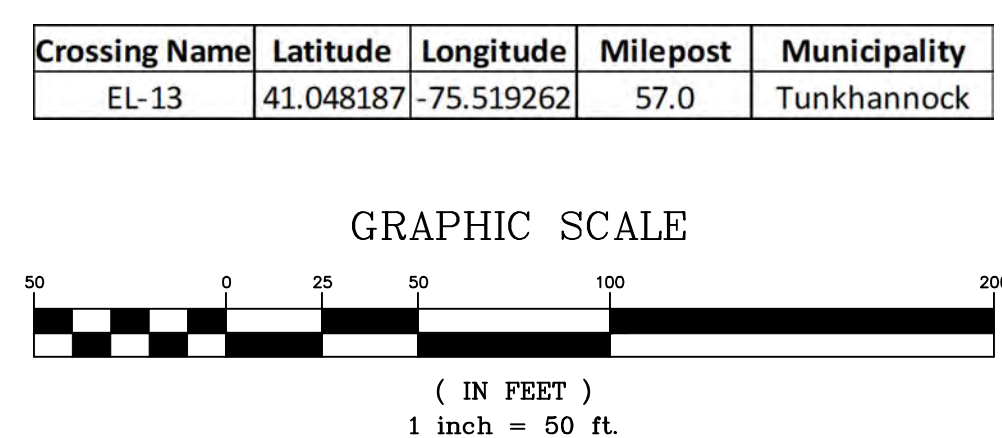 Crossing Name Latitude Longitude Milepost Municipality
EL-13 41.048187 -75.519262 57.0 Tunkhannock
GRAPHIC SCALE
50 0 25 50 100 200
( IN FEET )
1 inch = 50 ft.